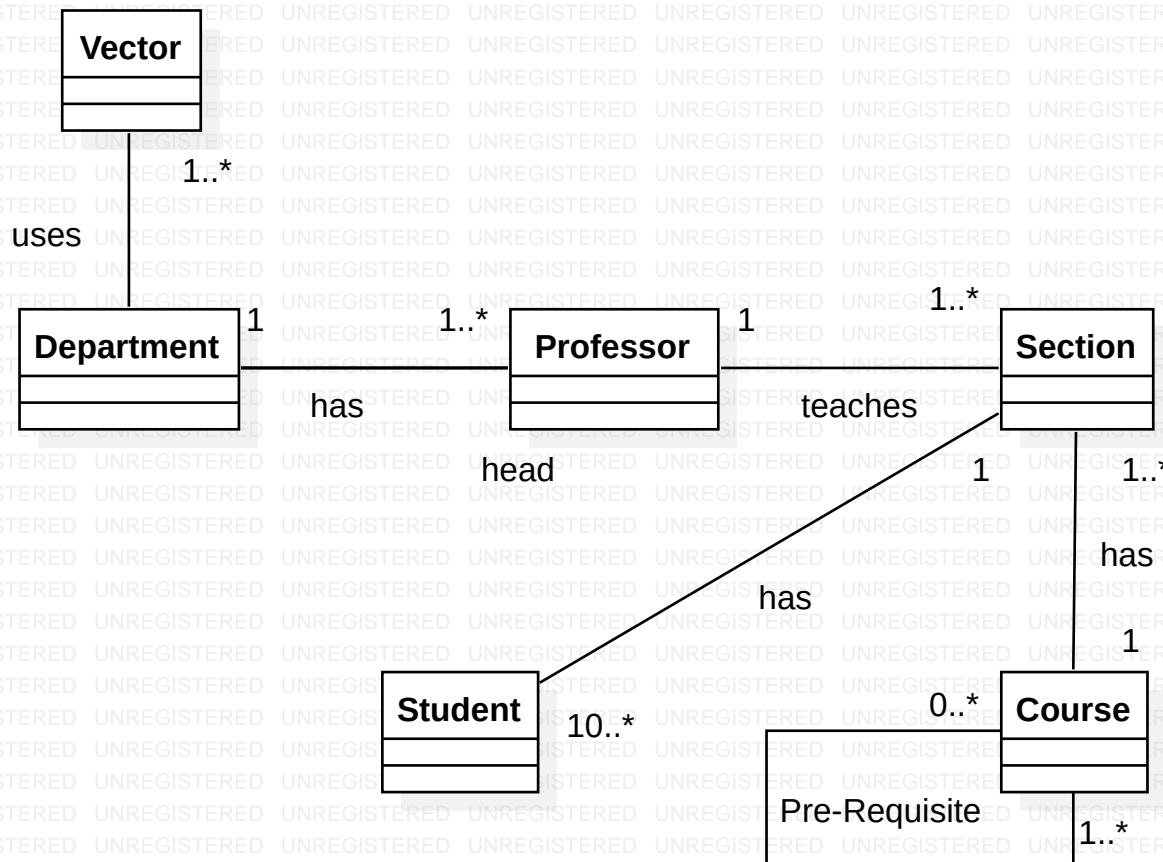 Vector
1..*
uses
1
1..*
1
1..*
Department
Professor
Section
has
teaches
head
1
1..*
has
has
1
Student
10..*
0..*
Course
Pre-Requisite
1..*
UNREGISTERED